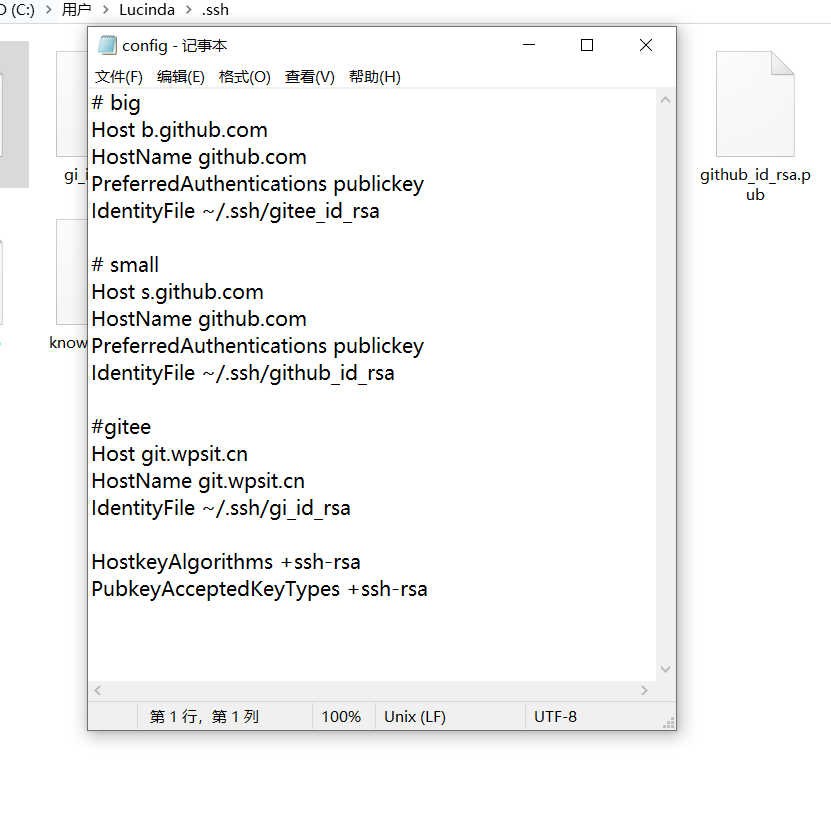 (C:) > 用户 > Lucinda > .ssh
config - 记事本
文件(F) 编辑(E) 格式(O) 查看(V) 帮助(H)
# big
Host b.github.com
HostName github.com
PreferredAuthentications publickey
IdentityFile ~/.ssh/gitee_id_rsa
# small
Host s.github.com
HostName github.com
PreferredAuthentications publickey
IdentityFile ~/.ssh/github_id_rsa
#gitee
Host git.wpsit.cn
HostName git.wpsit.cn
IdentityFile ~/.ssh/gi_id_rsa
HostkeyAlgorithms +ssh-rsa
PubkeyAcceptedKeyTypes +ssh-rsa
第 1 行，第 1 列 100% Unix (LF) UTF-8
gi_i
know
github_id_rsa.p
ub